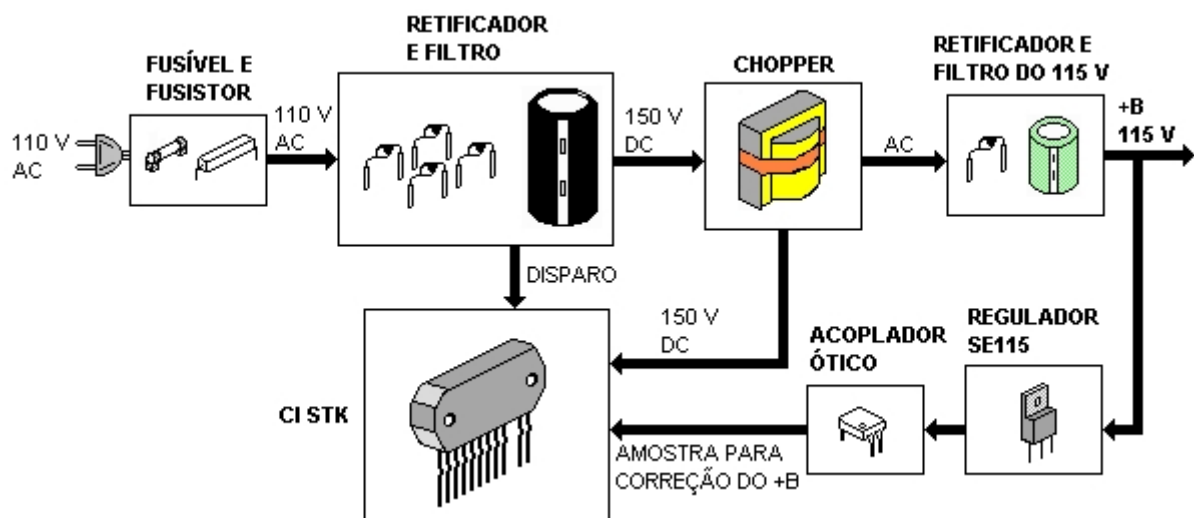 RETIFICADOR
E FILTRO
FUSÍVEL E
FUSISTOR
CHOPPER
RETIFICADOR E
FILTRO DO 115 V
110 V
AC
110 V
AC
150 V
DC
AC
+B
115 V
DISPARO
150 V
DC
CI STK
ACOPLADOR
ÓTICO
REGULADOR
SE115
AMOSTRA PARA
CORREÇÃO DO +B